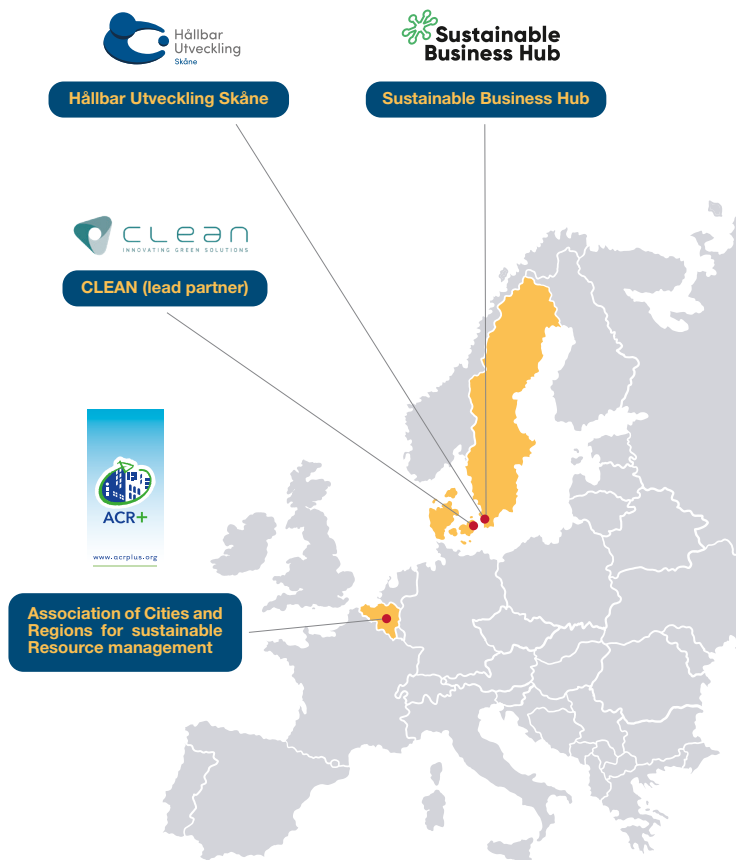 Hållbar
Utveckling
Skåne
Sustainable
Business Hub
Hållbar Utveckling Skåne
Sustainable Business Hub
CLEAN
INNOVATING GREEN SOLUTIONS
CLEAN (lead partner)
ACR+
www.acrplus.org
Association of Cities and
Regions for sustainable
Resource management